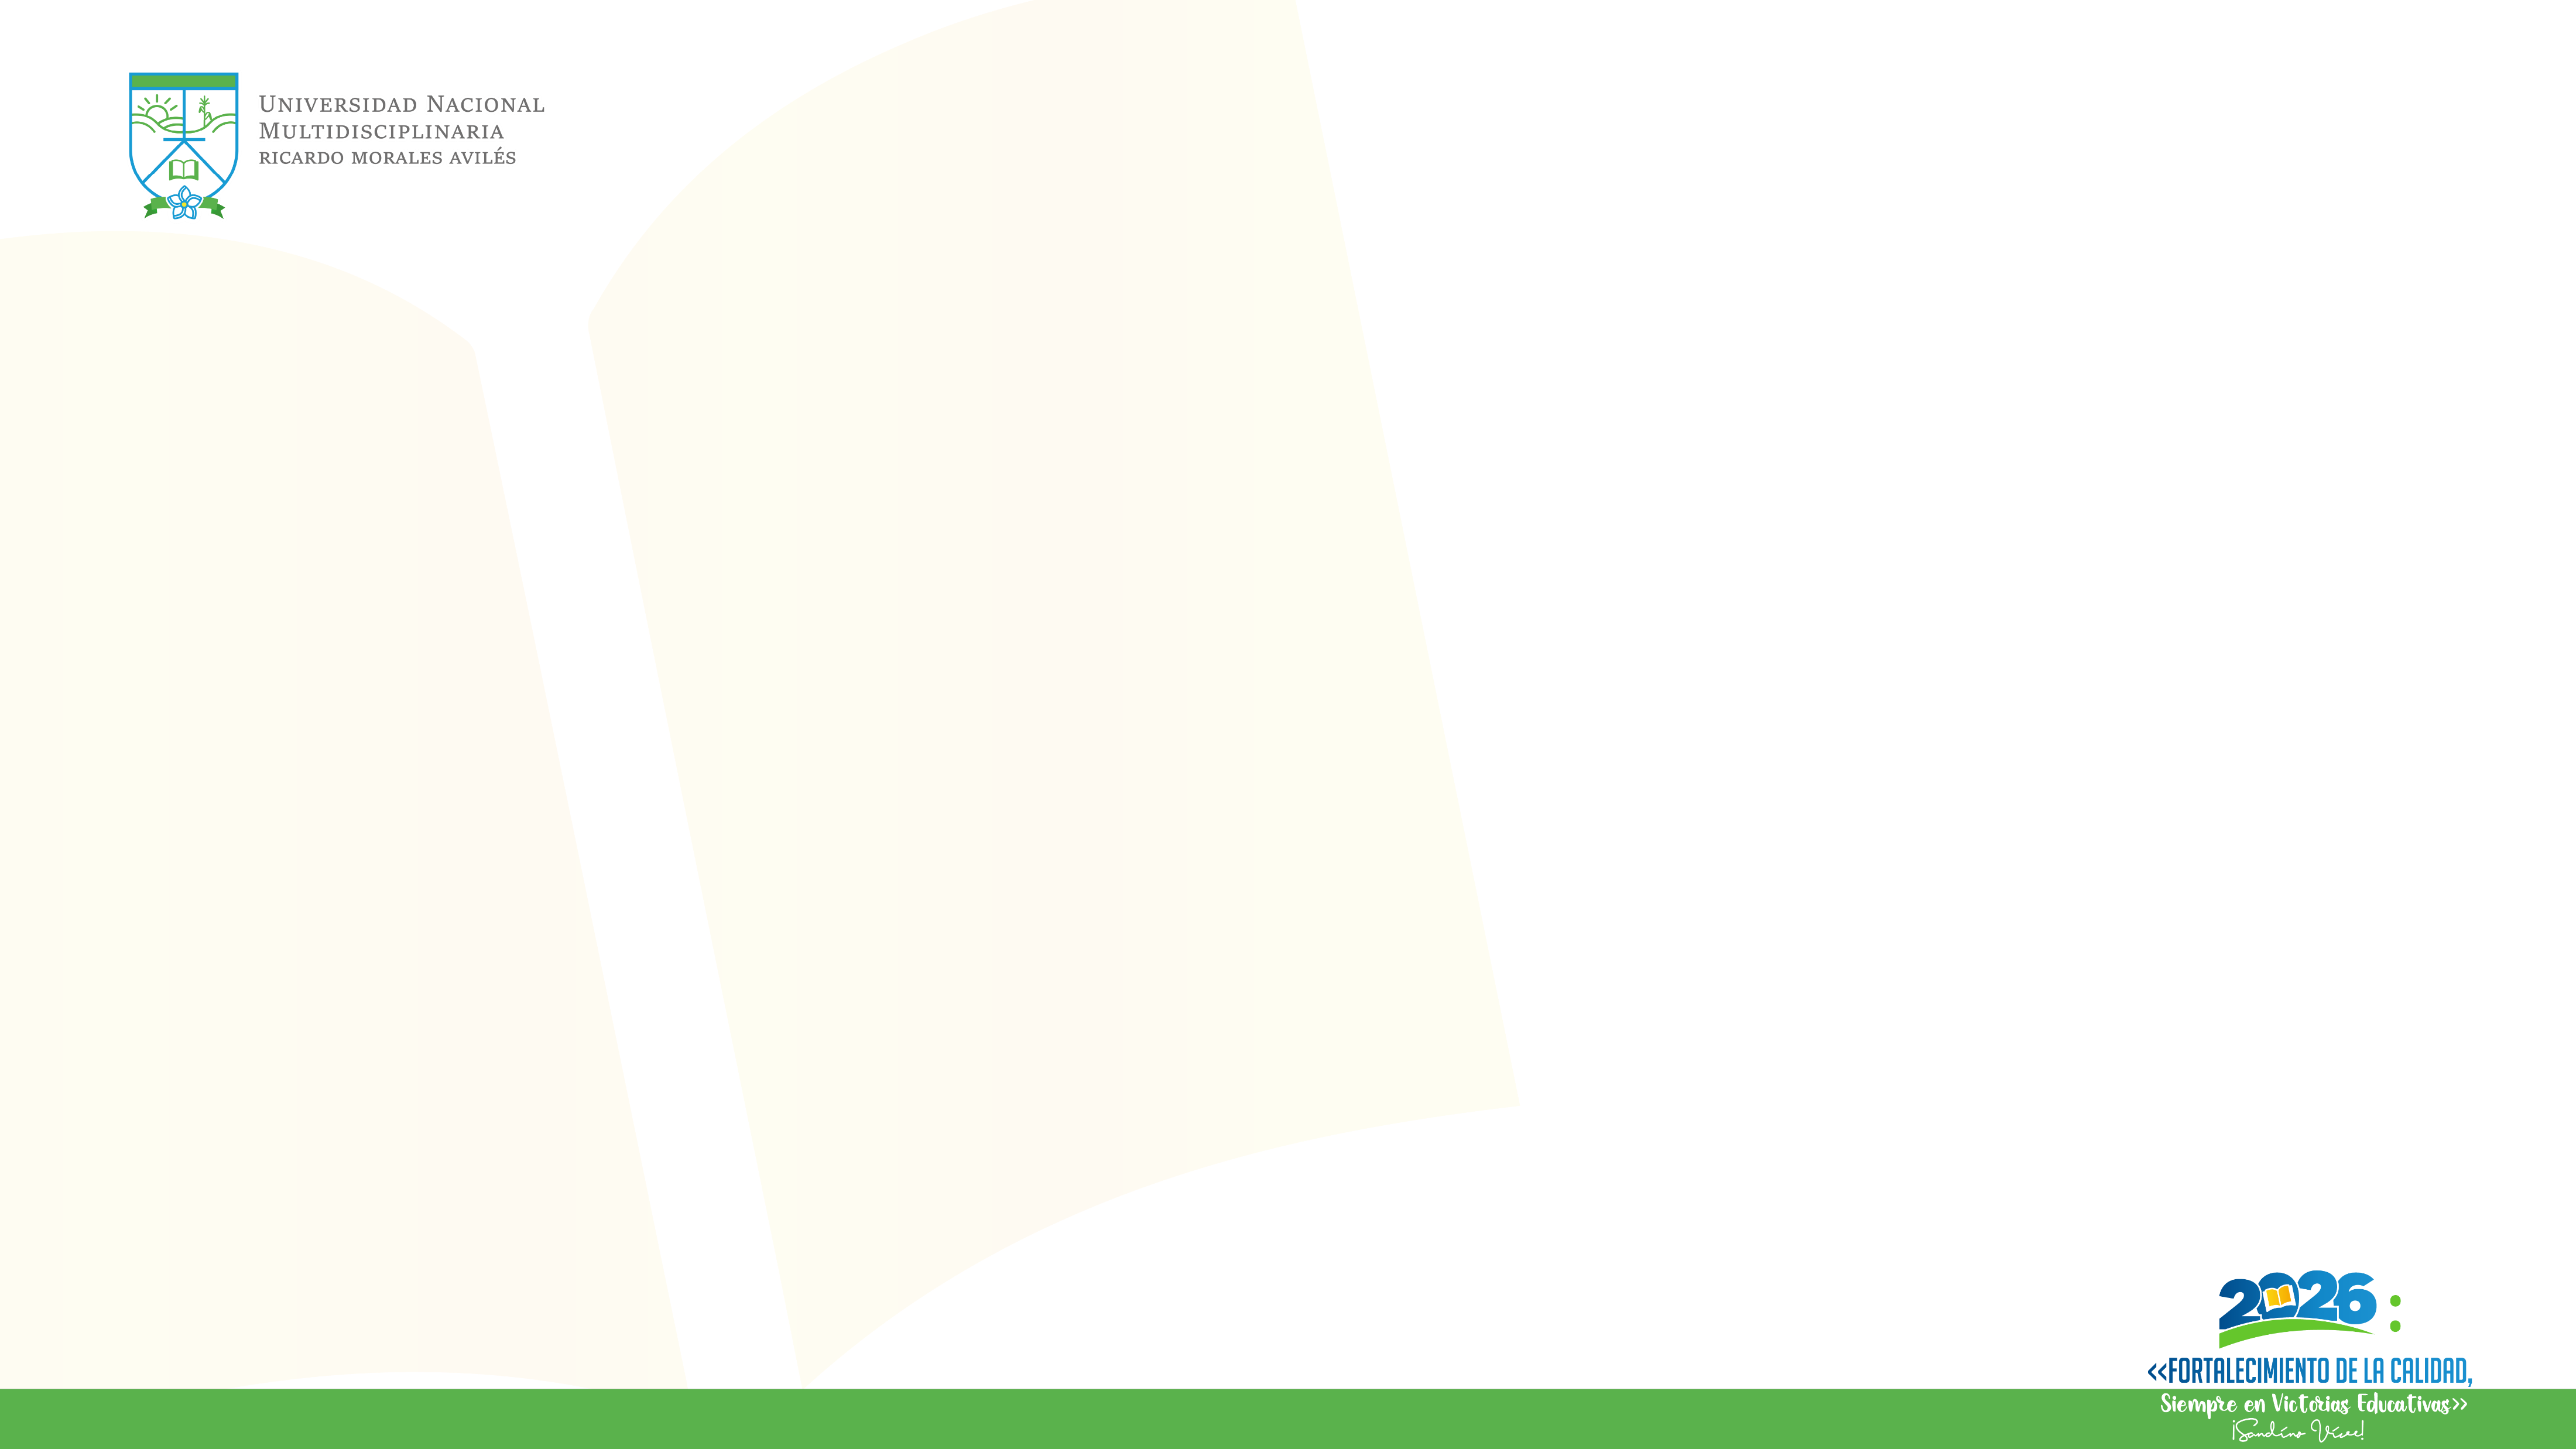 UNIVERSIDAD NACIONAL
MULTIDISCIPLINARIA
RICARDO MORALES AVILÉS
2026:
<<FORTALECIMIENTO DE LA CALIDAD,
Siempre en Victorias Educativas>>
¡Sandino Vive!